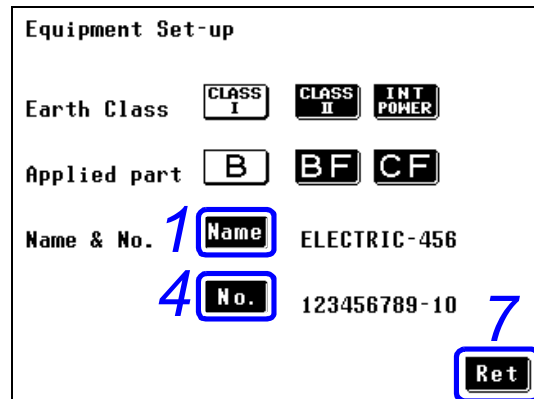 Equipment Set-up
Earth Class CLASS I CLASS II INT POWER
Applied part B BF CF
Name & No. 1 Name ELECTRIC-456
4 No. 123456789-10
7
Ret